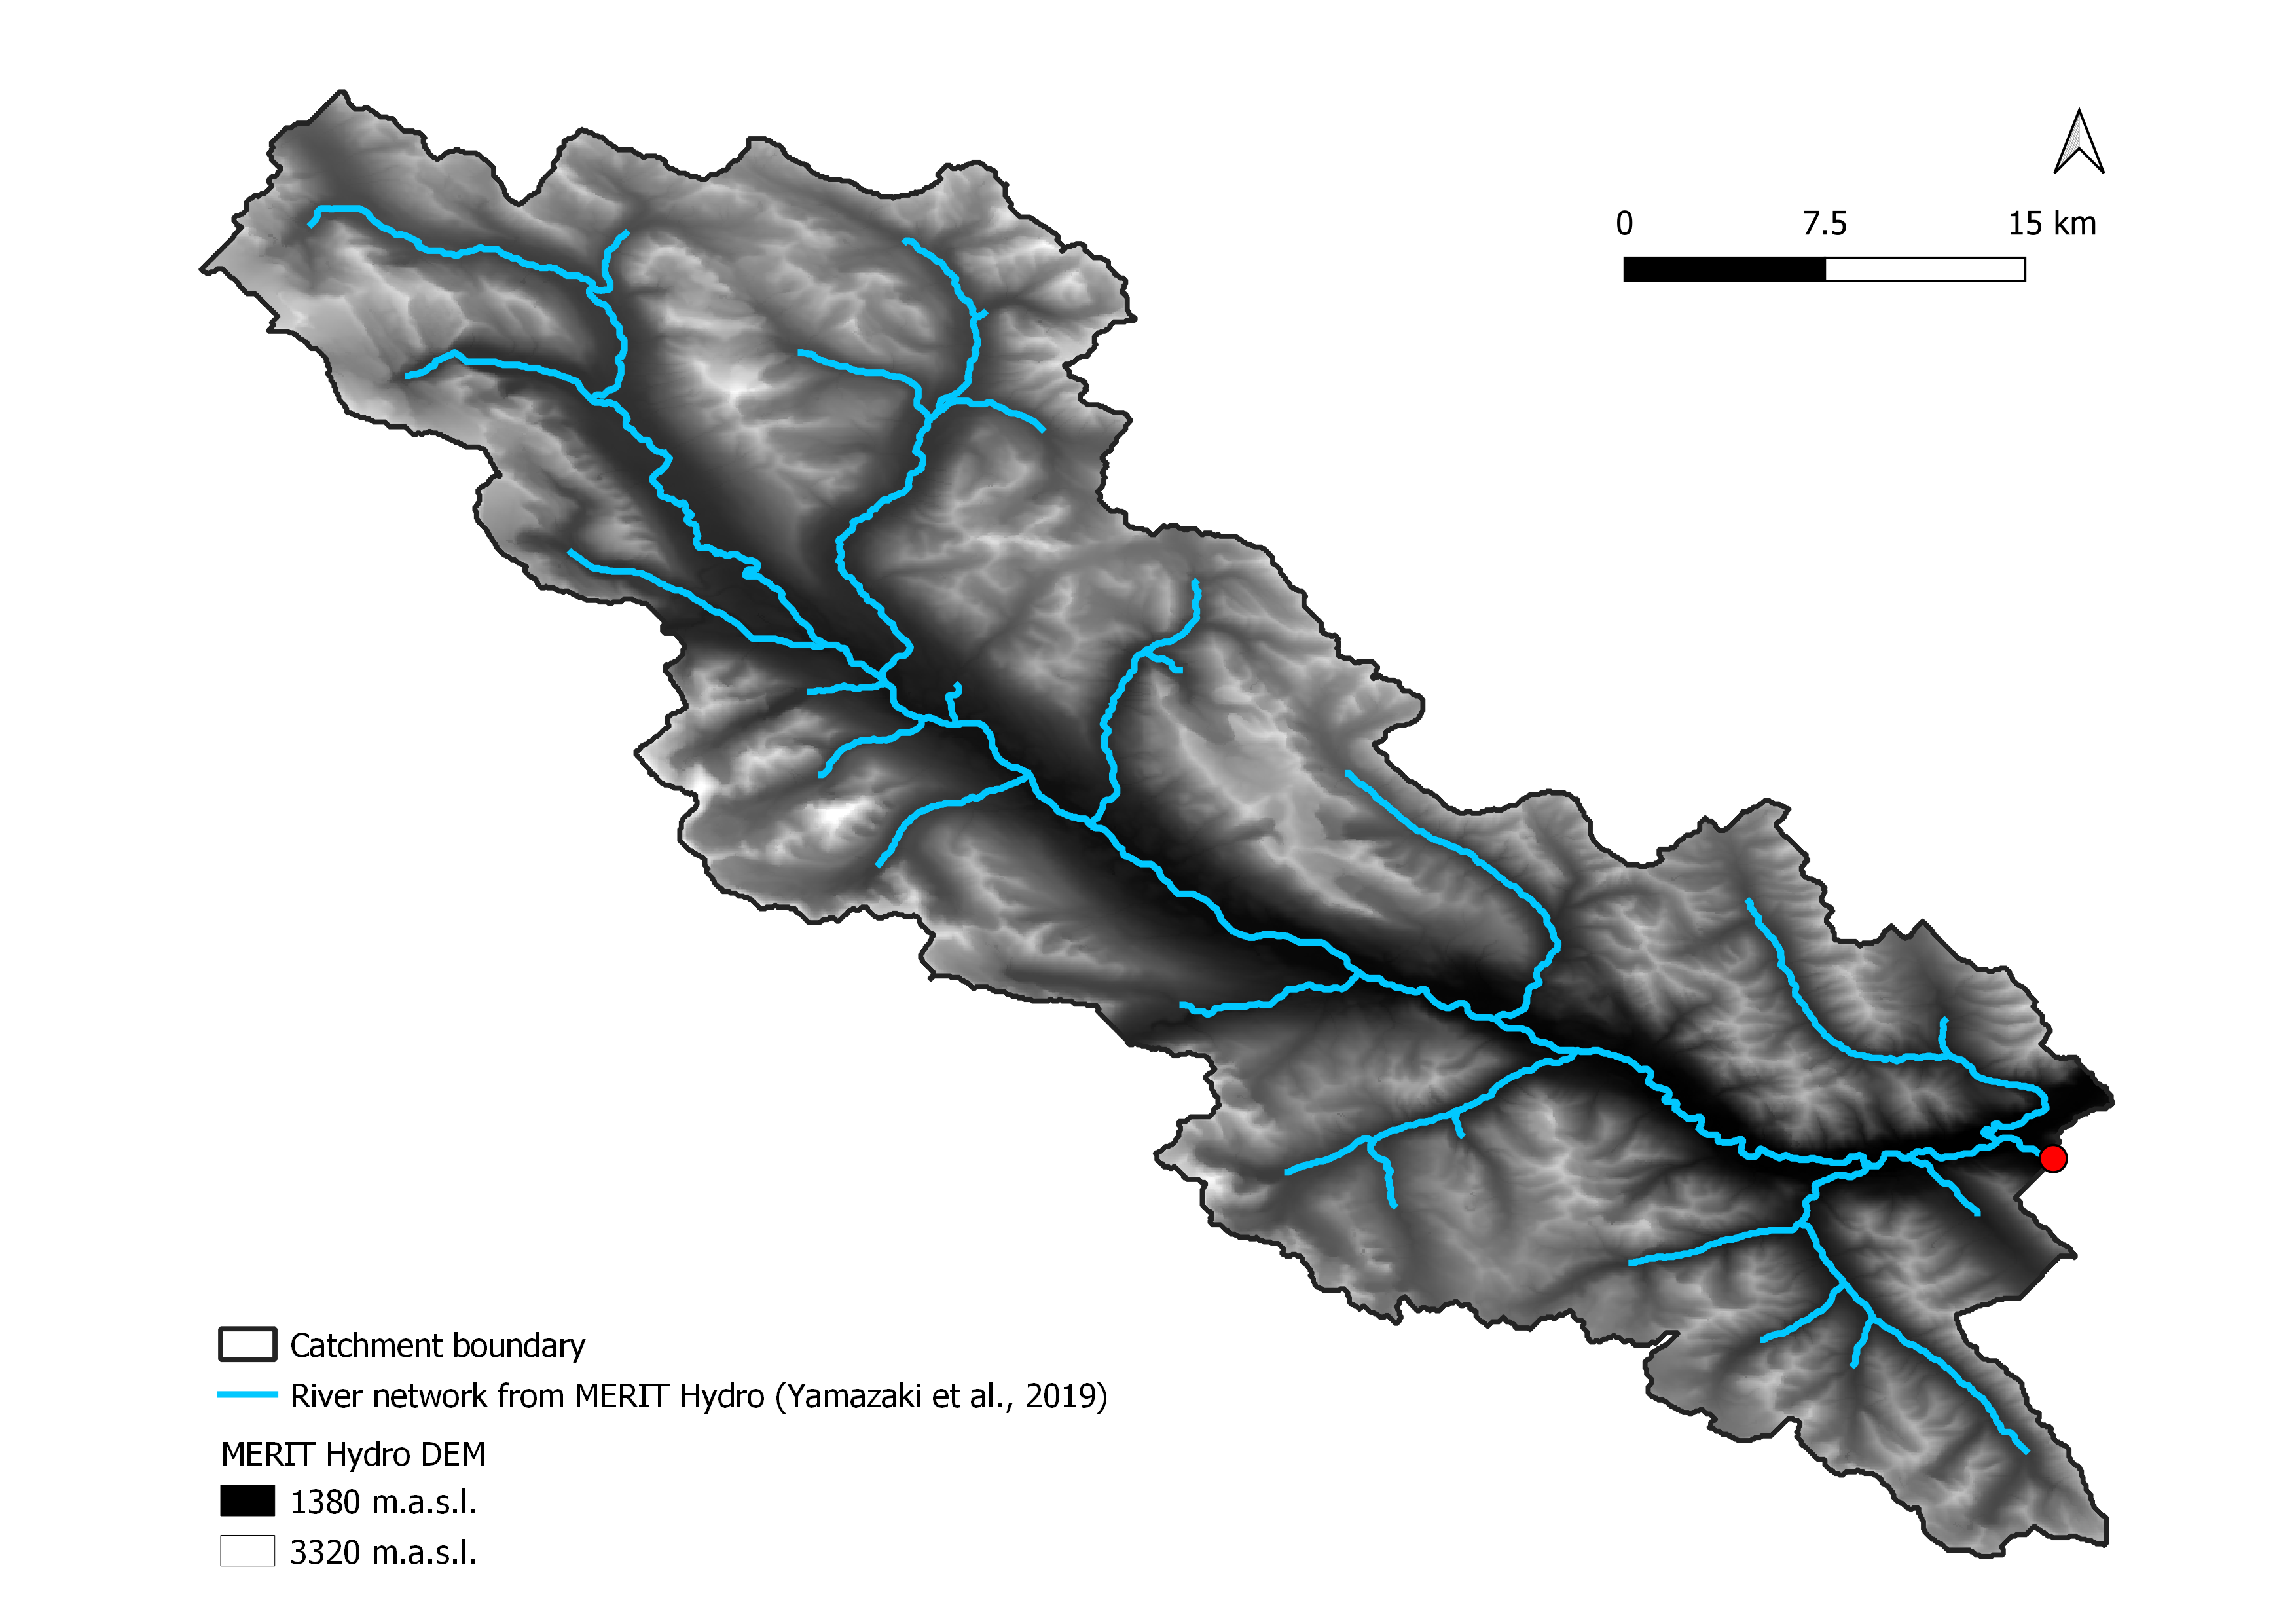 0 7.5 15 km
Catchment boundary
River network from MERIT Hydro (Yamazaki et al., 2019)
MERIT Hydro DEM
1380 m.a.s.l.
3320 m.a.s.l.